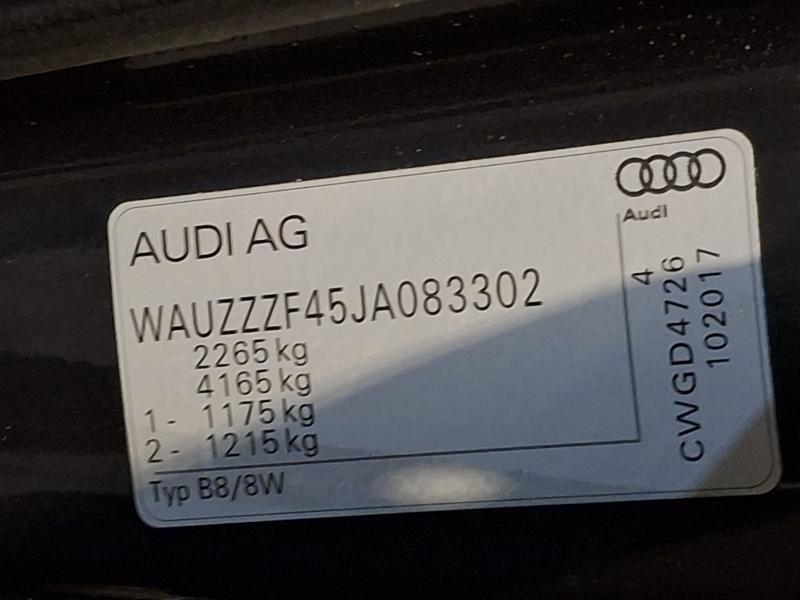 AUDI AG
Audi
WAUZZZF45JA083302
2265 kg
4165 kg
1 - 1175 kg
2 - 1215 kg
Typ B8/8W
4
CWGD4726
102017